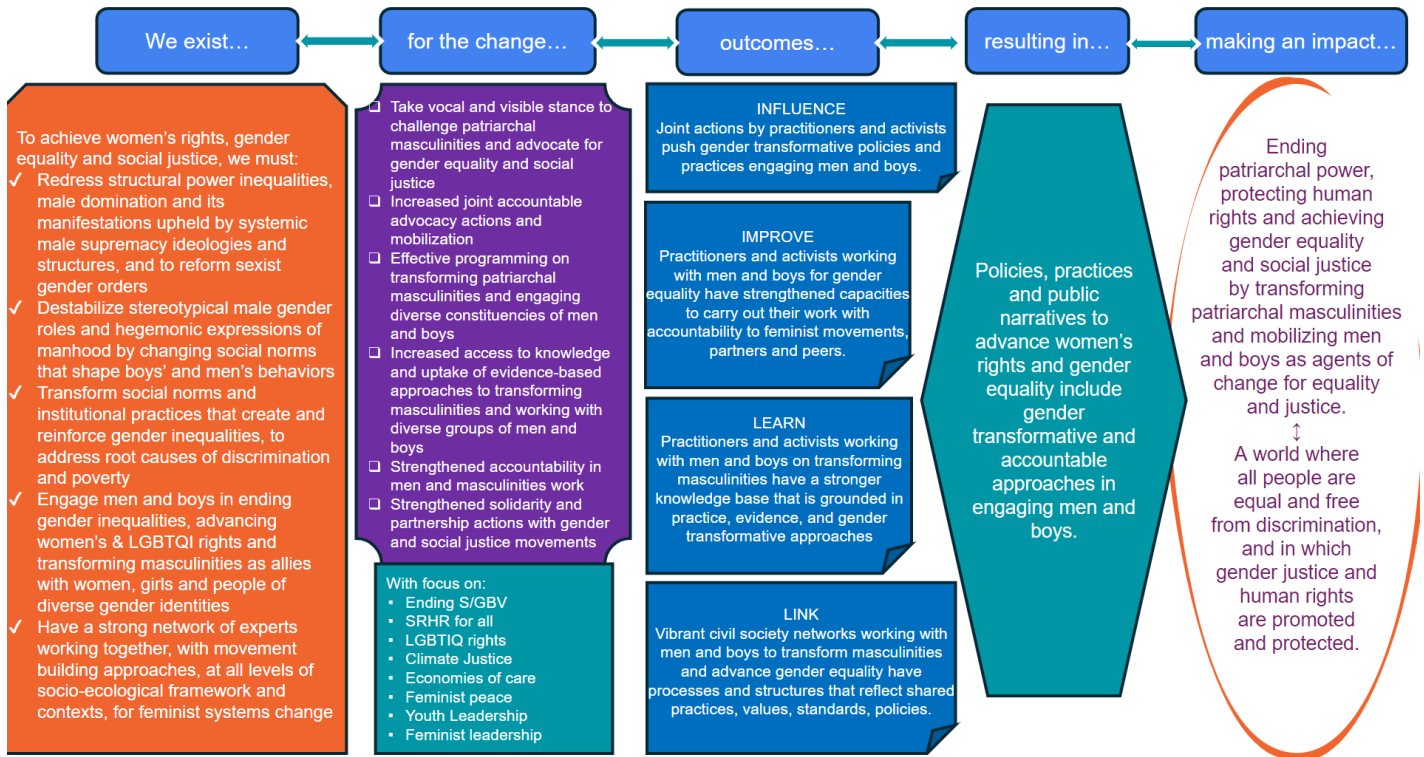 We exist…
for the change…
outcomes…
resulting in…
making an impact…
To achieve women’s rights, gender
equality and social justice, we must:
✓ Redress structural power inequalities,
male domination and its
manifestations upheld by systemic
male supremacy ideologies and
structures, and to reform sexist
gender orders
✓ Destabilize stereotypical male gender
roles and hegemonic expressions of
manhood by changing social norms
that shape boys’ and men’s behaviors
✓ Transform social norms and
institutional practices that create and
reinforce gender inequalities, to
address root causes of discrimination
and poverty
✓ Engage men and boys in ending
gender inequalities, advancing
women’s & LGBTQI rights and
transforming masculinities as allies
with women, girls and people of
diverse gender identities
✓ Have a strong network of experts
working together, with movement
building approaches, at all levels of
socio-ecological framework and
contexts, for feminist systems change
❑ Take vocal and visible stance to
challenge patriarchal
masculinities and advocate for
gender equality and social
justice
❑ Increased joint accountable
advocacy actions and
mobilization
❑ Effective programming on
transforming patriarchal
masculinities and engaging
diverse constituencies of men
and boys
❑ Increased access to knowledge
and uptake of evidence-based
approaches to transforming
masculinities and working with
diverse groups of men and
boys
❑ Strengthened accountability in
men and masculinities work
❑ Strengthened solidarity and
partnership actions with gender
and social justice movements
With focus on:
▪ Ending S/GBV
▪ SRHR for all
▪ LGBTIQ rights
▪ Climate Justice
▪ Economies of care
▪ Feminist peace
▪ Youth Leadership
▪ Feminist leadership
INFLUENCE
Joint actions by practitioners and activists
push gender transformative policies and
practices engaging men and boys.
IMPROVE
Practitioners and activists working
with men and boys for gender
equality have strengthened capacities
to carry out their work with
accountability to feminist movements,
partners and peers.
LEARN
Practitioners and activists working
with men and boys on transforming
masculinities have a stronger
knowledge base that is grounded in
practice, evidence, and gender
transformative approaches
LINK
Vibrant civil society networks working with
men and boys to transform masculinities
and advance gender equality have
processes and structures that reflect shared
practices, values, standards, policies.
Policies, practices
and public
narratives to
advance women’s
rights and gender
equality include
gender
transformative and
accountable
approaches in
engaging men and
boys.
Ending
patriarchal power,
protecting human
rights and achieving
gender equality
and social justice
by transforming
patriarchal masculinities
and mobilizing men
and boys as agents of
change for equality
and justice.
↕
A world where
all people are
equal and free
from discrimination,
and in which
gender justice and
human rights
are promoted
and protected.